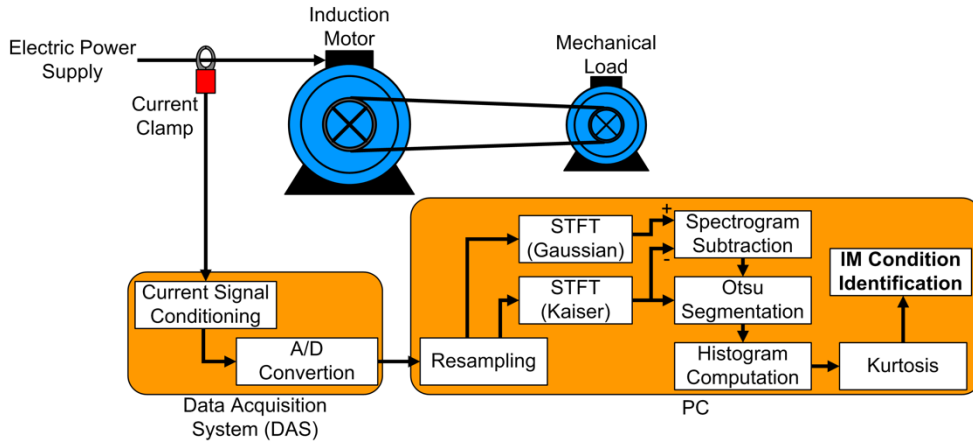 Induction
Motor
Electric Power
Supply
Mechanical
Load
Current
Clamp
STFT
(Gaussian)
+
-
Spectrogram
Subtraction
IM Condition
Identification
Current Signal
Conditioning
STFT
(Kaiser)
Otsu
Segmentation
A/D
Convertion
Resampling
Histogram
Computation
Kurtosis
Data Acquisition
System (DAS)
PC